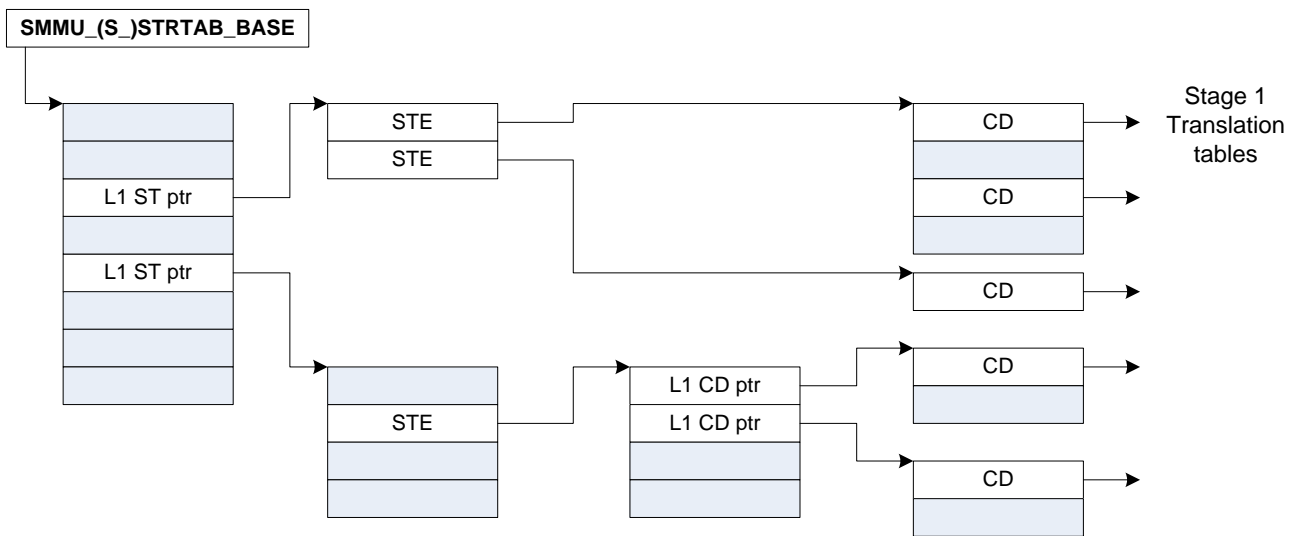 SMMU_(S_)STRTAB_BASE
STE
STE
L1 ST ptr
L1 ST ptr
STE
L1 CD ptr
L1 CD ptr
CD
CD
CD
CD
CD
Stage 1
Translation
tables